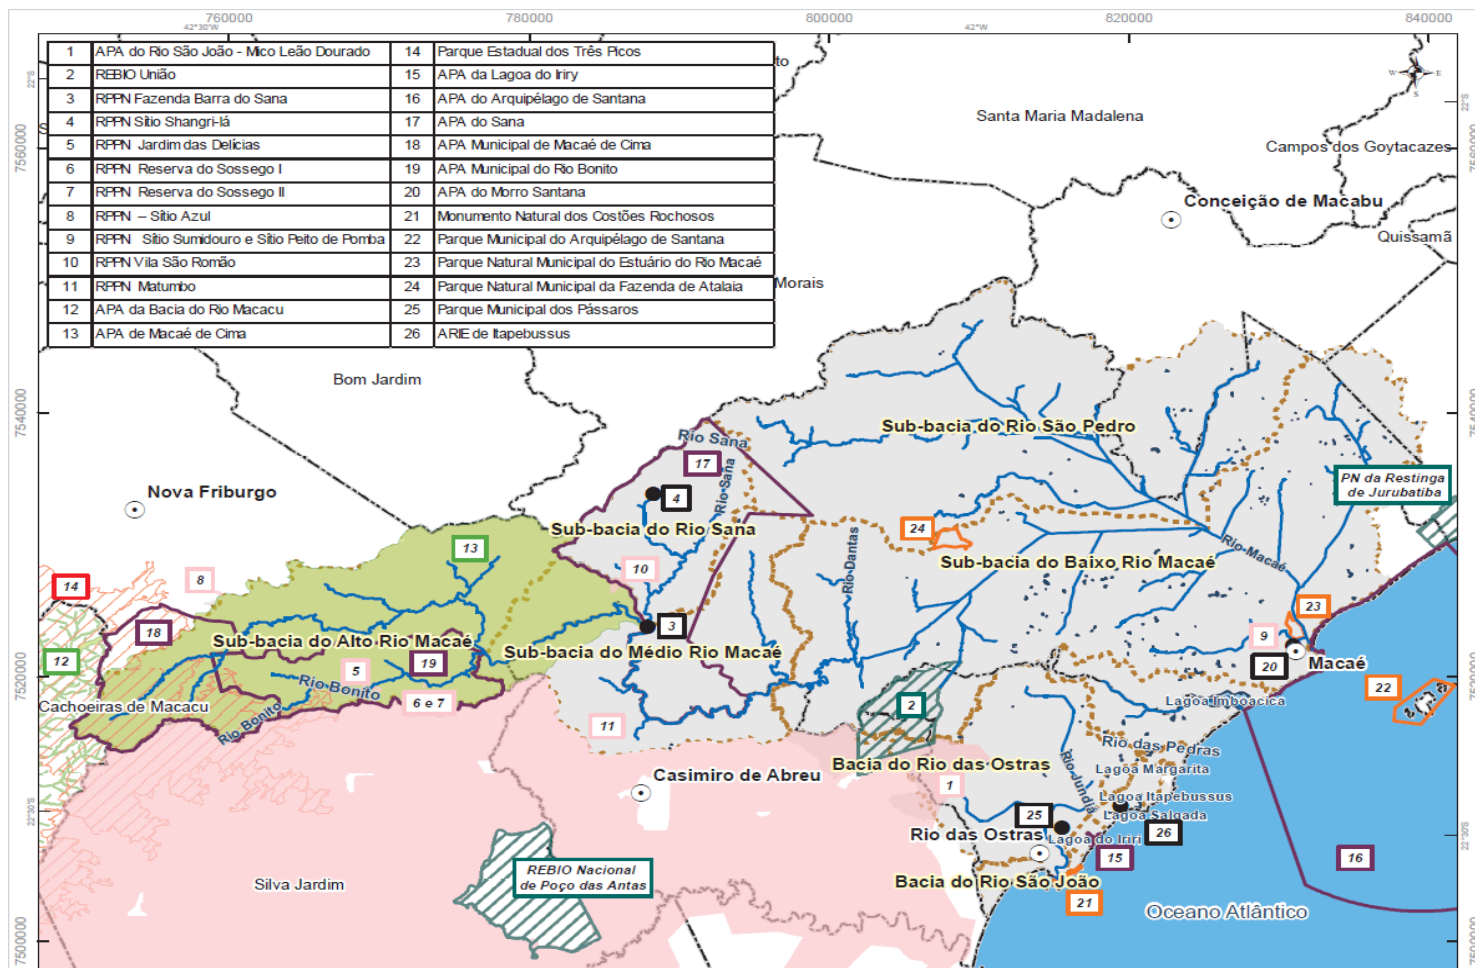 760000 780000 800000 820000 840000
42°30'W 42°W
1 APA do Rio São João - Mico Leão Dourado 14 Parque Estadual dos Três Picos
2 REBIO União 15 APA da Lagoa do Iriry
3 RPPN Fazenda Barra do Sana 16 APA do Arquipélago de Santana
4 RPPN Sítio Shangri-lá 17 APA do Sana
5 RPPN Jardim das Delícias 18 APA Municipal de Macaé de Cima
6 RPPN Reserva do Sossego I 19 APA Municipal do Rio Bonito
7 RPPN Reserva do Sossego II 20 APA do Morro Santana
8 RPPN – Sítio Azul 21 Monumento Natural dos Costões Rochosos
9 RPPN Sítio Sumidouro e Sítio Peito de Pomba 22 Parque Municipal do Arquipélago de Santana
10 RPPN Vila São Romão 23 Parque Natural Municipal do Estuário do Rio Macaé
11 RPPN Matumbo 24 Parque Natural Municipal da Fazenda de Atalaia
12 APA da Bacia do Rio Macacu 25 Parque Municipal dos Pássaros
13 APA de Macaé de Cima 26 ARIE de Itapebussus
to
N
W E
S
22°S 22°S
Santa Maria Madalena
7560000 7560000
Campos dos Goytacazes
Conceição de Macabu
Quissamã
Morais
Bom Jardim
7540000 7540000
Sub-bacia do Rio São Pedro
Rio Sana
17
Rio Sana
PN da Restinga
de Jurubatiba
Nova Friburgo
4
Sub-bacia do Rio Sana
24
13
Rio Dantas
Sub-bacia do Baixo Rio Macaé
Rio Macaé
10
8
14
23
18
3
9
Sub-bacia do Alto Rio Macaé
Sub-bacia do Médio Rio Macaé
12
19
20
Macaé
5
7520000 7520000
Rio Bonito
22
6 e 7
2
Lagoa Imboacica
Cachoeiras de Macacu
Rio Bonito
11
Rio das Pedras
Bacia do Rio das Ostras
Lagoa Margarita
Casimiro de Abreu
1
Rio Jundiá
Lagoa Itapebussus
22°30'S 22°30'S
25
Lagoa Salgada
Rio das Ostras
26
Lagoa do Iriri
15
16
REBIO Nacional
de Poço das Antas
Silva Jardim
Bacia do Rio São João
21
Oceano Atlântico
7500000 7500000